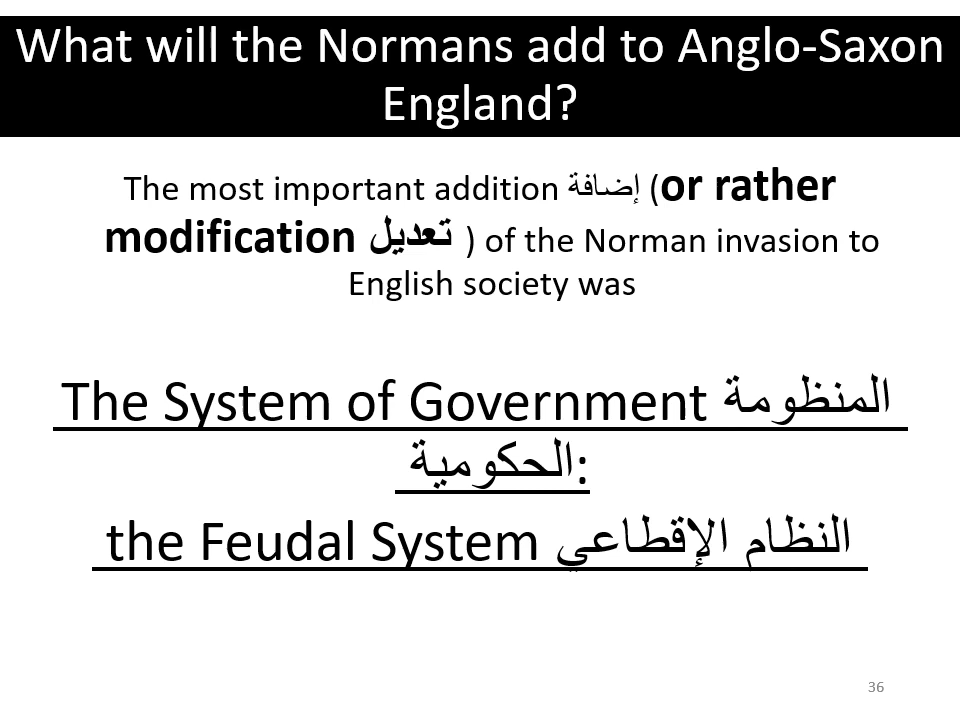 What will the Normans add to Anglo-Saxon
England?
The most important addition إضافة (or rather
modification تعديل ) of the Norman invasion to
English society was
The System of Government المنظومة
الحكومية:
the Feudal System النظام الإقطاعي
36